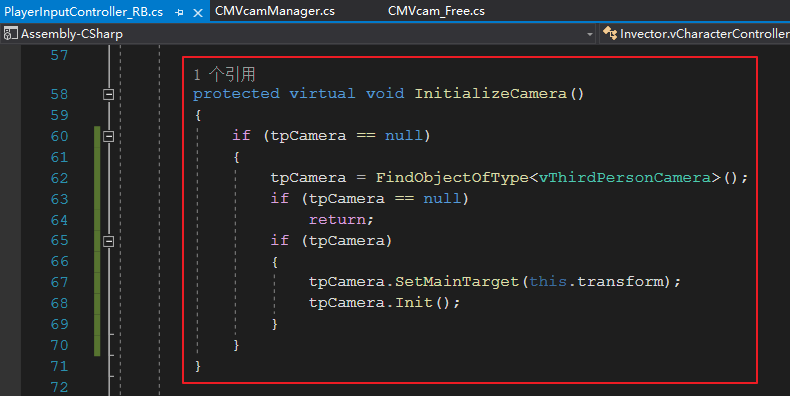 PlayerInputController_RB.cs CMVcamManager.cs CMVcam_Free.cs
Assembly-CSharp Invector.vCharacterController
57
1 个引用
58 protected virtual void InitializeCamera()
59 {
60 if (tpCamera == null)
61 {
62 tpCamera = FindObjectOfType<vThirdPersonCamera>();
63 if (tpCamera == null)
64 return;
65 if (tpCamera)
66 {
67 tpCamera.SetMainTarget(this.transform);
68 tpCamera.Init();
69 }
70 }
71 }
72